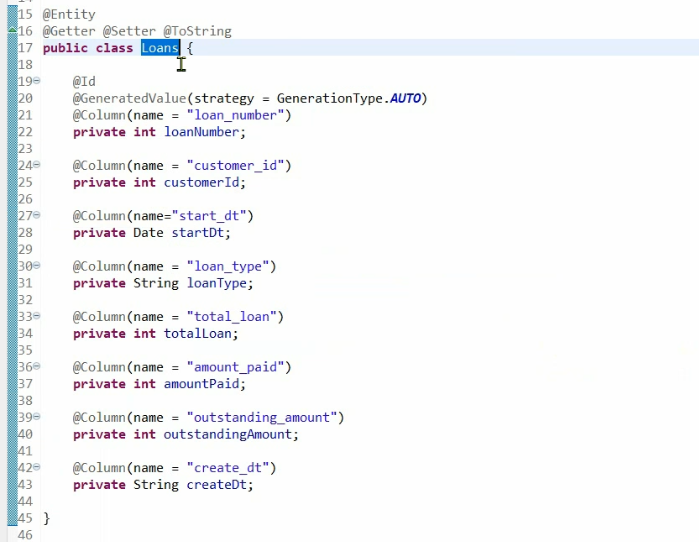 15 @Entity
16 @Getter @Setter @ToString
17 public class Loans {
18
19 @Id
20 @GeneratedValue(strategy = GenerationType.AUTO)
21 @Column(name = "loan_number")
22 private int loanNumber;
23
24 @Column(name = "customer_id")
25 private int customerId;
26
27 @Column(name="start_dt")
28 private Date startDt;
29
30 @Column(name = "loan_type")
31 private String loanType;
32
33 @Column(name = "total_loan")
34 private int totalLoan;
35
36 @Column(name = "amount_paid")
37 private int amountPaid;
38
39 @Column(name = "outstanding_amount")
40 private int outstandingAmount;
41
42 @Column(name = "create_dt")
43 private String createDt;
44
45 }
46